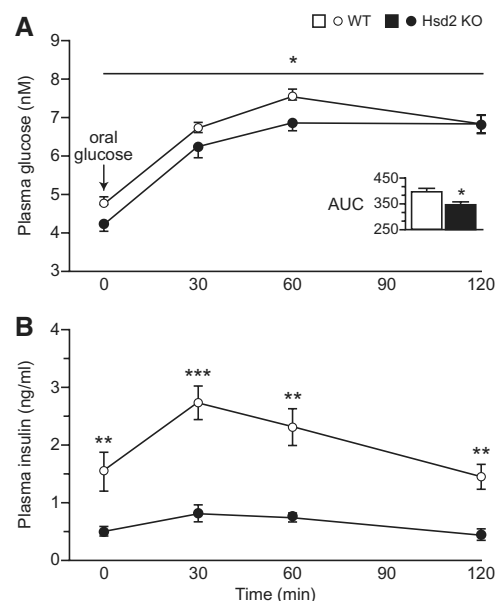 A
WT Hsd2 KO
9
8
7
6
5
4
3
Plasma glucose (nM)
*
oral
glucose
AUC
450
350
250
*
0 30 60 90 120
B
4
3
2
1
0
Plasma insulin (ng/ml)
**
***
**
**
0 30 60 90 120
Time (min)